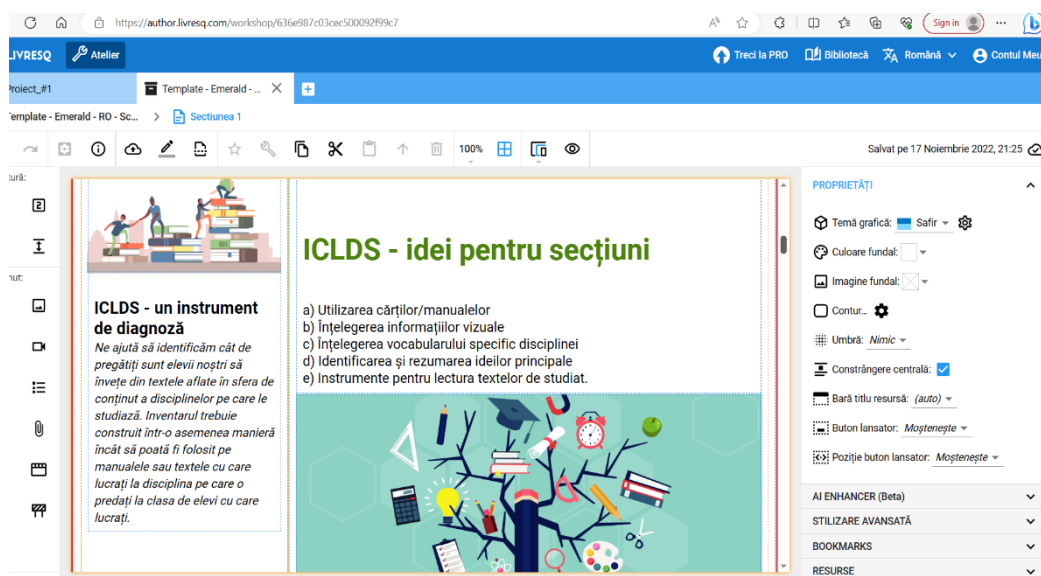 https://author.livresq.com/workshop/636e987c03cec500092f99c7
Sign in
LIVRESQ
Atelier
Treci la PRO
Bibliotecă
Română
Contul Meu
Proiect_#1
Template - Emerald - ...
Template - Emerald - RO - Sc...
>
Sectiunea 1
100%
Salvat pe 17 Noiembrie 2022, 21:25
ICLDS - un instrument
de diagnoză
Ne ajută să identificăm cât de
pregătiți sunt elevii noștri să
învețe din textele aflate în sfera de
conținut a disciplinelor pe care le
studiază. Inventarul trebuie
construit într-o asemenea manieră
încât să poată fi folosit pe
manualele sau textele cu care
lucrați la disciplina pe care o
predați la clasa de elevi cu care
lucrați.
ICLDS - idei pentru secțiuni
a) Utilizarea cărților/manualelor
b) Înțelegerea informațiilor vizuale
c) Înțelegerea vocabularului specific disciplinei
d) Identificarea și rezumarea ideilor principale
e) Instrumente pentru lectura textelor de studiat.
PROPRIETĂȚI
Temă grafică: Safir
Culoare fundal:
Imagine fundal:
Contur...
Umbră: Nimic
Constrângere centrală:
Bară titlu resursă: (auto)
Buton lansator: Moștenește
Poziție buton lansator: Moștenește
AI ENHANCER (Beta)
STILIZARE AVANSATĂ
BOOKMARKS
RESURSE